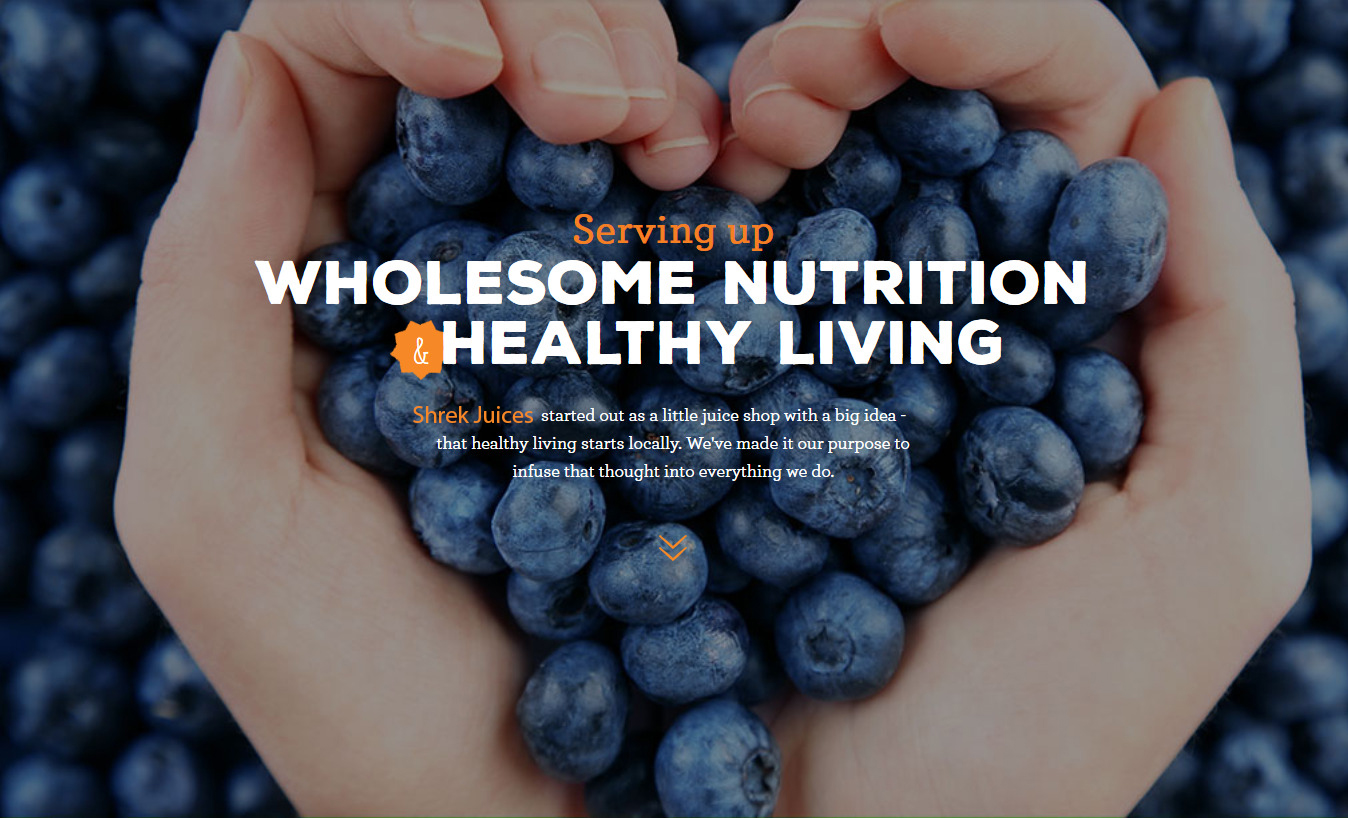 Serving up
WHOLESOME NUTRITION
& HEALTHY LIVING
Shrek Juices started out as a little juice shop with a big idea -
that healthy living starts locally. We've made it our purpose to
infuse that thought into everything we do.